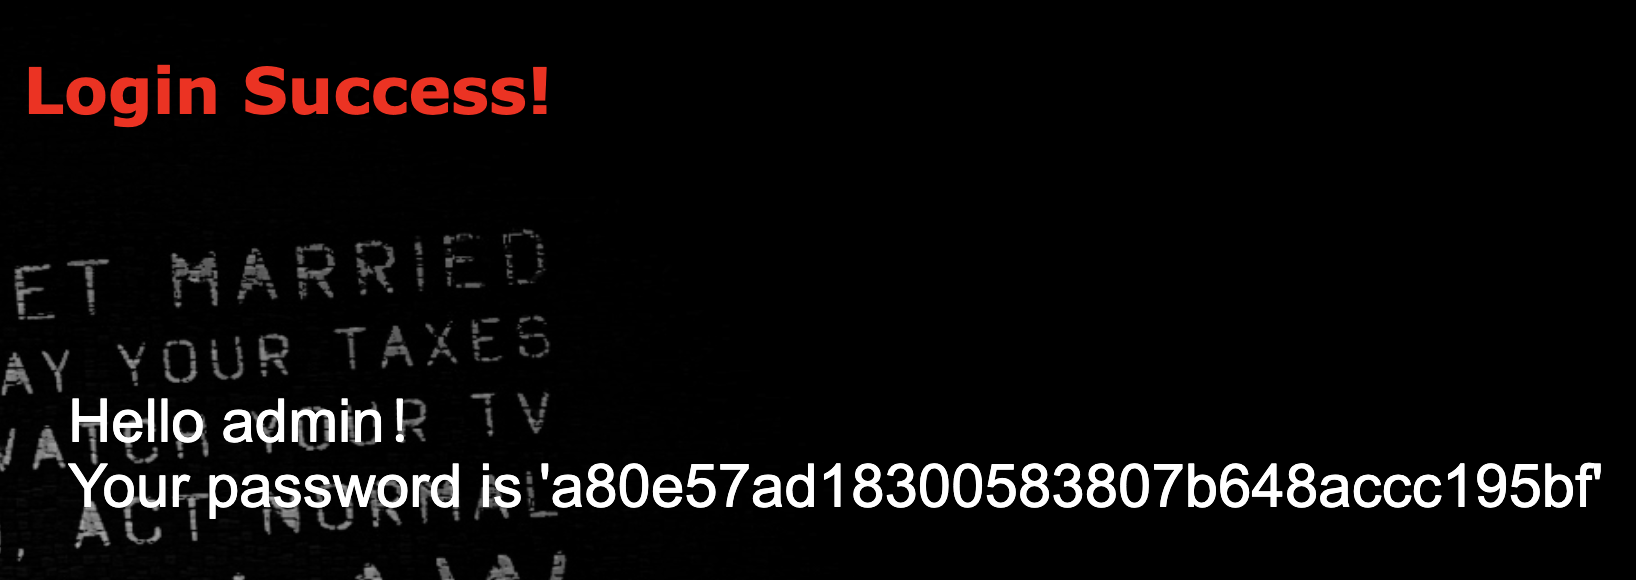 Login Success!
ET MARRIED
AY YOUR TAXES
WATCH YOUR TV
Hello admin!
Your password is 'a80e57ad18300583807b648accc195bf'
, ACT NORMAL